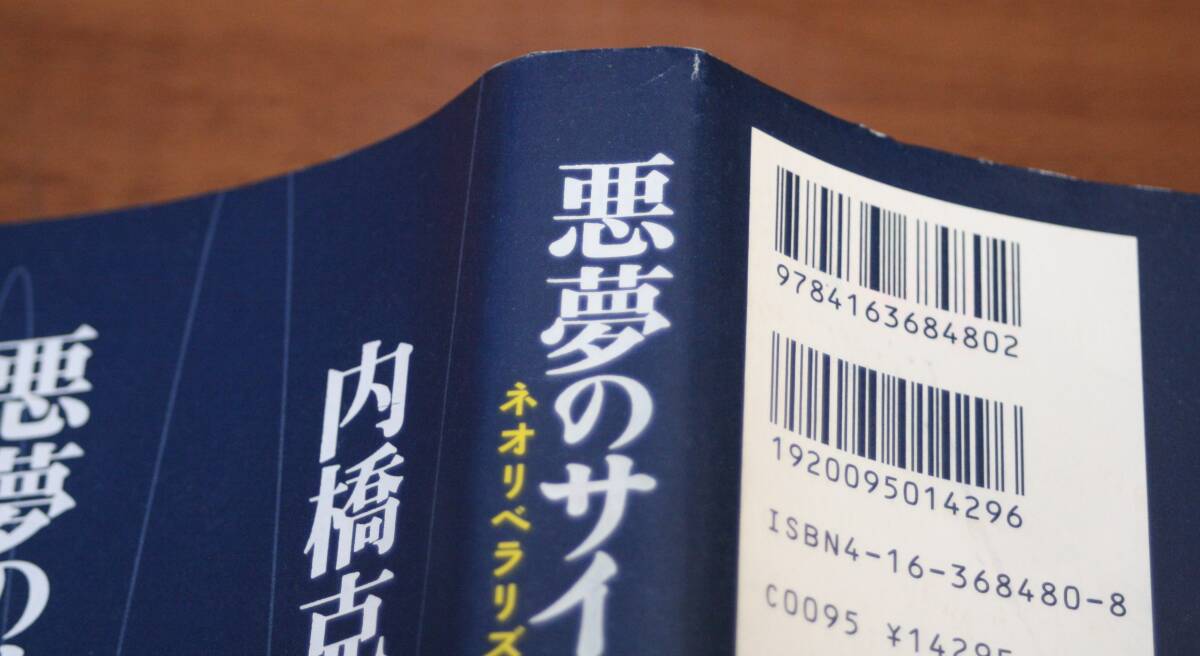 悪夢の
内橋克
悪夢のサイ
ネオリベラリズ
9784163684802
1920095014296
ISBN4-16-368480-8
C0095 ¥1429E